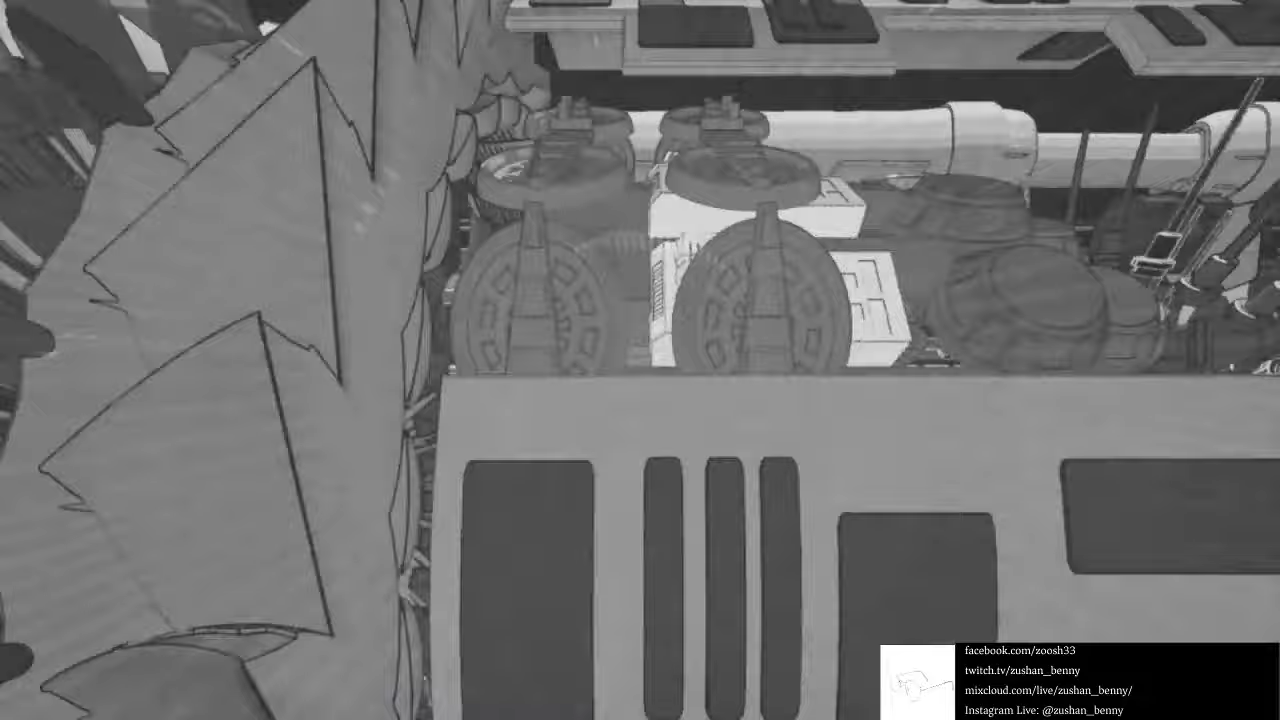 facebook.com/zoosh33
twitch.tv/zushan_benny
mixcloud.com/live/zushan_benny/
Instagram Live: @zushan_benny